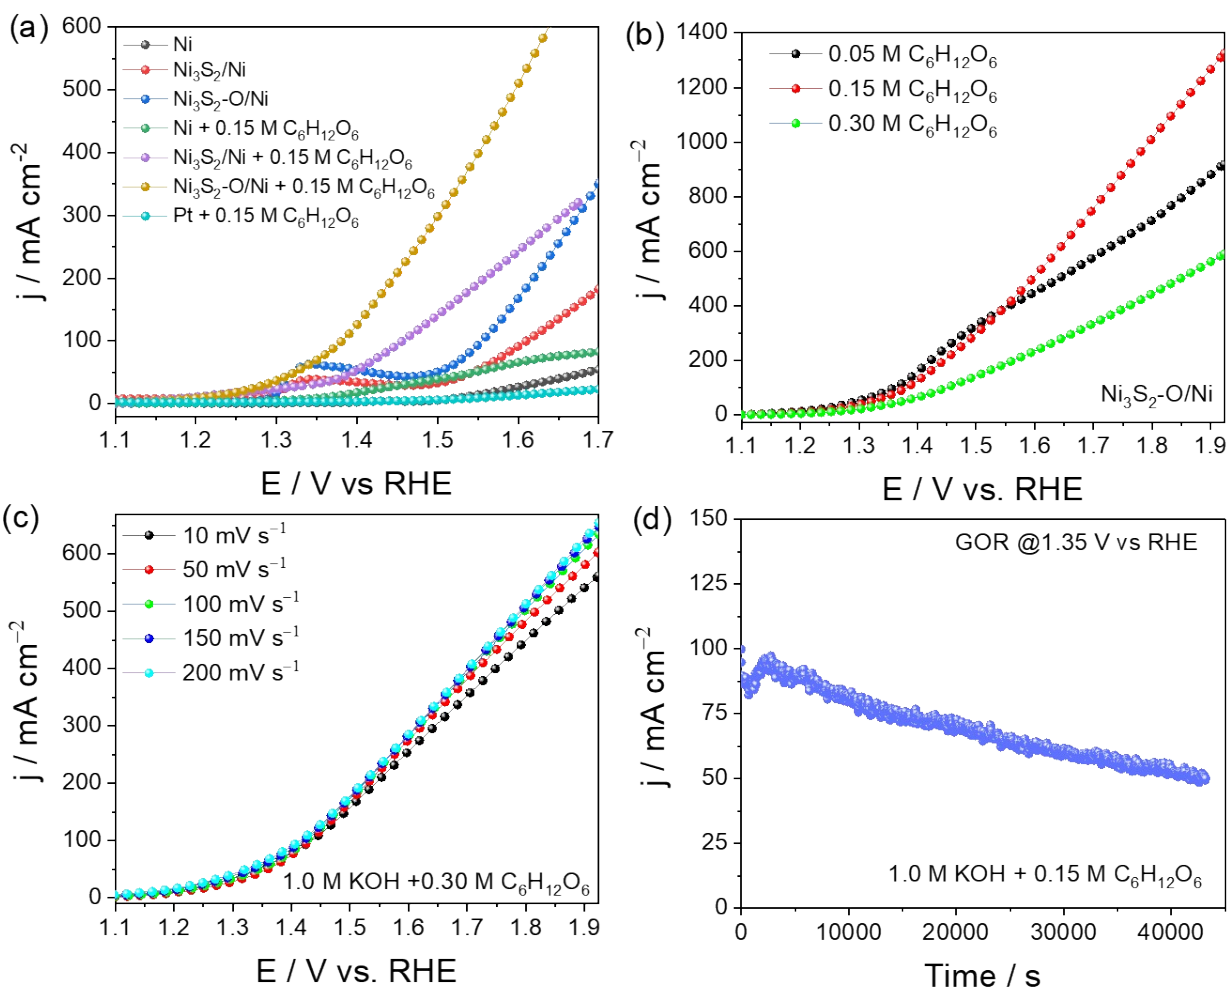 (a)
600
500
400
300
200
100
0
j / mA cm⁻²
Ni
Ni₃S₂/Ni
Ni₃S₂-O/Ni
Ni + 0.15 M C₆H₁₂O₆
Ni₃S₂/Ni + 0.15 M C₆H₁₂O₆
Ni₃S₂-O/Ni + 0.15 M C₆H₁₂O₆
Pt + 0.15 M C₆H₁₂O₆
1.1 1.2 1.3 1.4 1.5 1.6 1.7
E / V vs RHE
(b)
1400
1200
1000
800
600
400
200
0
j / mA cm⁻²
0.05 M C₆H₁₂O₆
0.15 M C₆H₁₂O₆
0.30 M C₆H₁₂O₆
Ni₃S₂-O/Ni
1.1 1.2 1.3 1.4 1.5 1.6 1.7 1.8 1.9
E / V vs. RHE
(c)
600
500
400
300
200
100
0
j / mA cm⁻²
10 mV s⁻¹
50 mV s⁻¹
100 mV s⁻¹
150 mV s⁻¹
200 mV s⁻¹
1.0 M KOH +0.30 M C₆H₁₂O₆
1.1 1.2 1.3 1.4 1.5 1.6 1.7 1.8 1.9
E / V vs. RHE
(d)
150
125
100
75
50
25
0
j / mA cm⁻²
GOR @1.35 V vs RHE
1.0 M KOH + 0.15 M C₆H₁₂O₆
0 10000 20000 30000 40000
Time / s